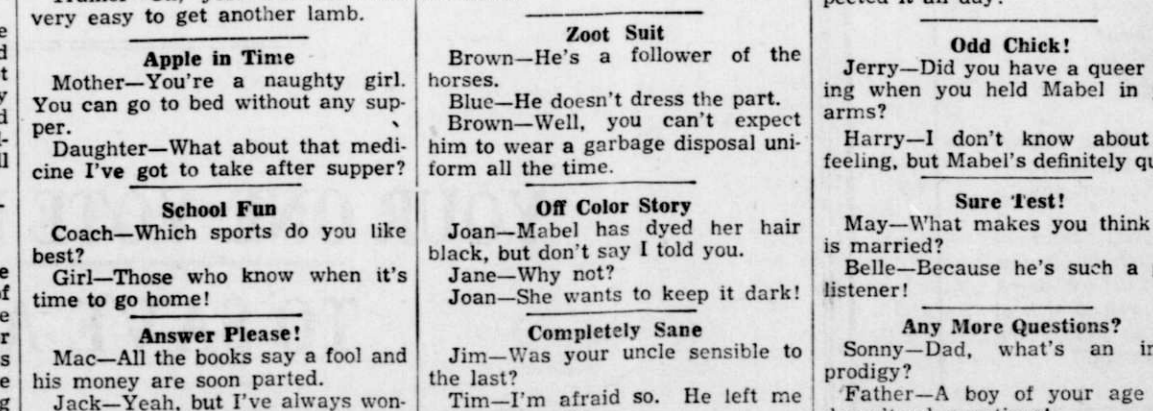 very easy to get another lamb.
Apple in Time
Mother—You're a naughty girl.
You can go to bed without any sup-
per.
Daughter—What about that medi-
cine I've got to take after supper?
School Fun
Coach—Which sports do you like
best?
Girl—Those who know when it's
time to go home!
Answer Please!
Mac—All the books say a fool and
his money are soon parted.
Jack—Yeah, but I've always won-
Zoot Suit
Brown—He's a follower of the
horses.
Blue—He doesn't dress the part.
Brown—Well, you can't expect
him to wear a garbage disposal uni-
form all the time.
Off Color Story
Joan—Mabel has dyed her hair
black, but don't say I told you.
Jane—Why not?
Joan—She wants to keep it dark!
Completely Sane
Jim—Was your uncle sensible to
the last?
Tim—I'm afraid so. He left me
Odd Chick!
Jerry—Did you have a queer
ing when you held Mabel in
arms?
Harry—I don't know about
feeling, but Mabel's definitely
Sure Test!
May—What makes you think
is married?
Belle—Because he's such a
listener!
Any More Questions?
Sonny—Dad, what's an
prodigy?
Father—A boy of your age